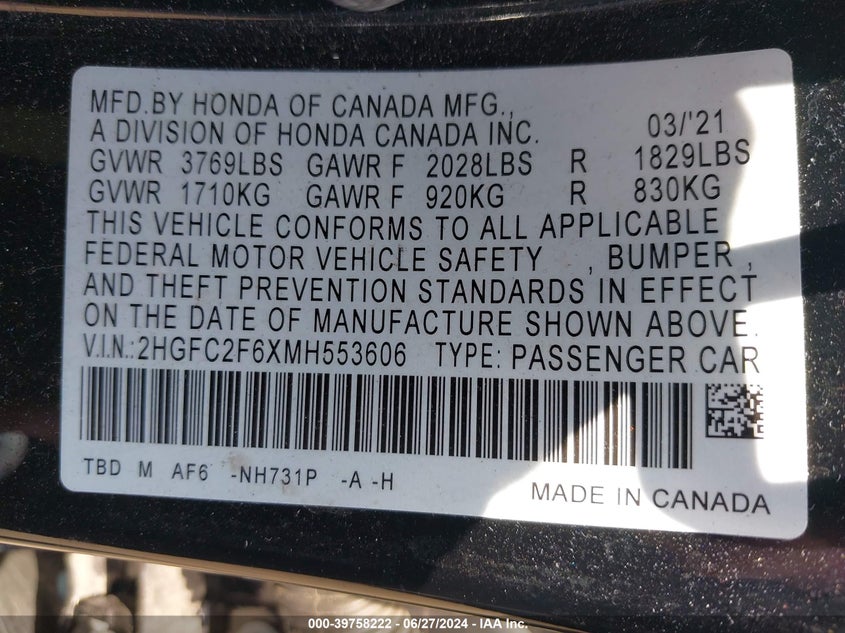 MFD.BY HONDA OF CANADA MFG.,
A DIVISION OF HONDA CANADA INC. 03/'21
GVWR 3769LBS GAWR F 2028LBS R 1829LBS
GVWR 1710KG GAWR F 920KG R 830KG
THIS VEHICLE CONFORMS TO ALL APPLICABLE
FEDERAL MOTOR VEHICLE SAFETY , BUMPER ,
AND THEFT PREVENTION STANDARDS IN EFFECT
ON THE DATE OF MANUFACTURE SHOWN ABOVE.
V.I.N.:2HGFC2F6XMH553606 TYPE: PASSENGER CAR
TBD M AF6 -NH731P -A -H
MADE IN CANADA
000-39758222 - 06/27/2024 - IAA Inc.